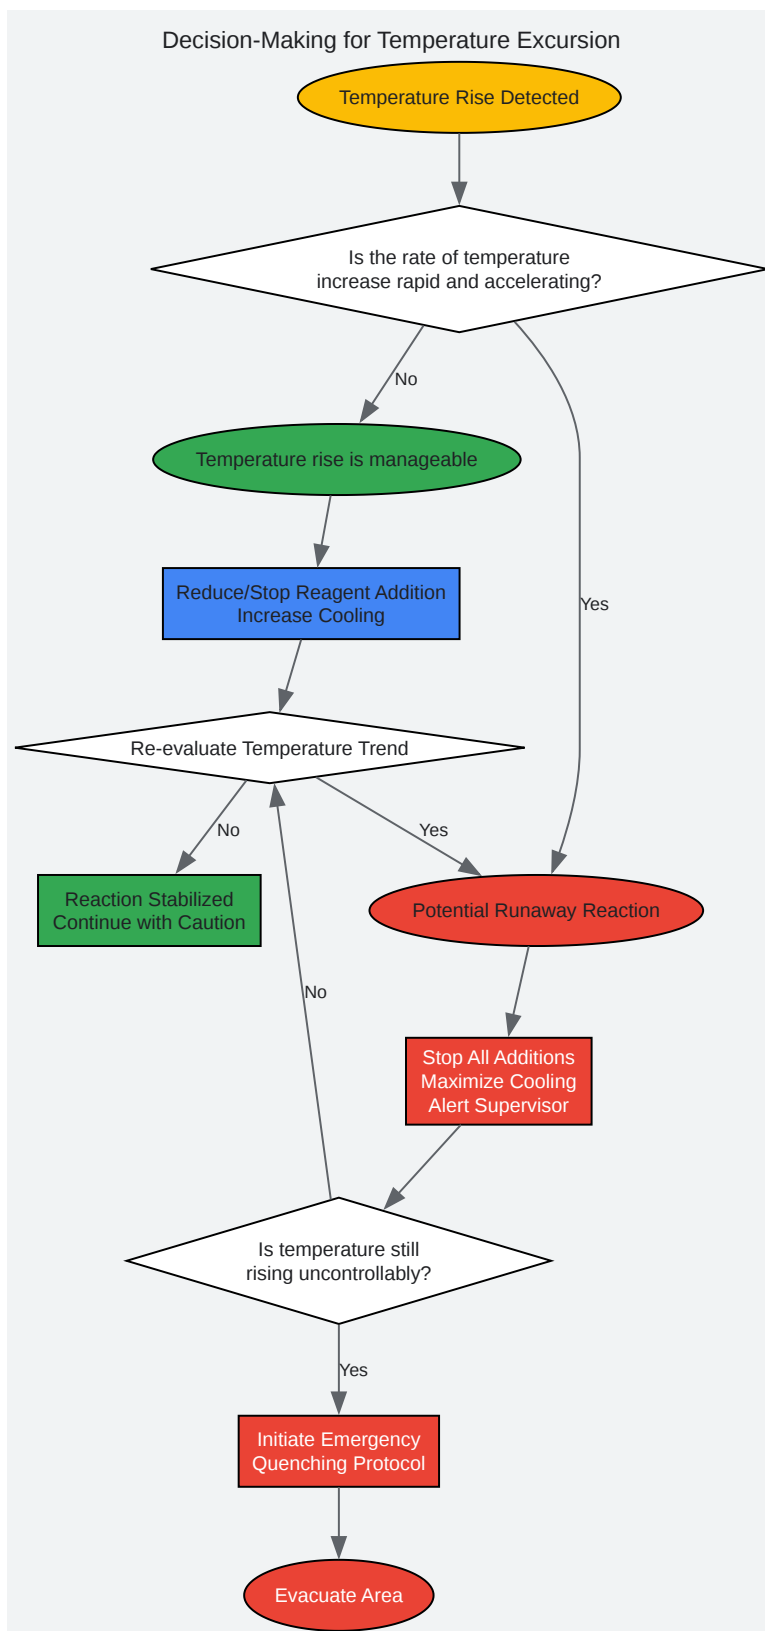 Decision-Making for Temperature Excursion
Temperature Rise Detected
Is the rate of temperature
increase rapid and accelerating?
No
Temperature rise is manageable
Reduce/Stop Reagent Addition
Increase Cooling
Yes
Re-evaluate Temperature Trend
No
Yes
Reaction Stabilized
Continue with Caution
Potential Runaway Reaction
No
Stop All Additions
Maximize Cooling
Alert Supervisor
Is temperature still
rising uncontrollably?
Yes
Initiate Emergency
Quenching Protocol
Evacuate Area